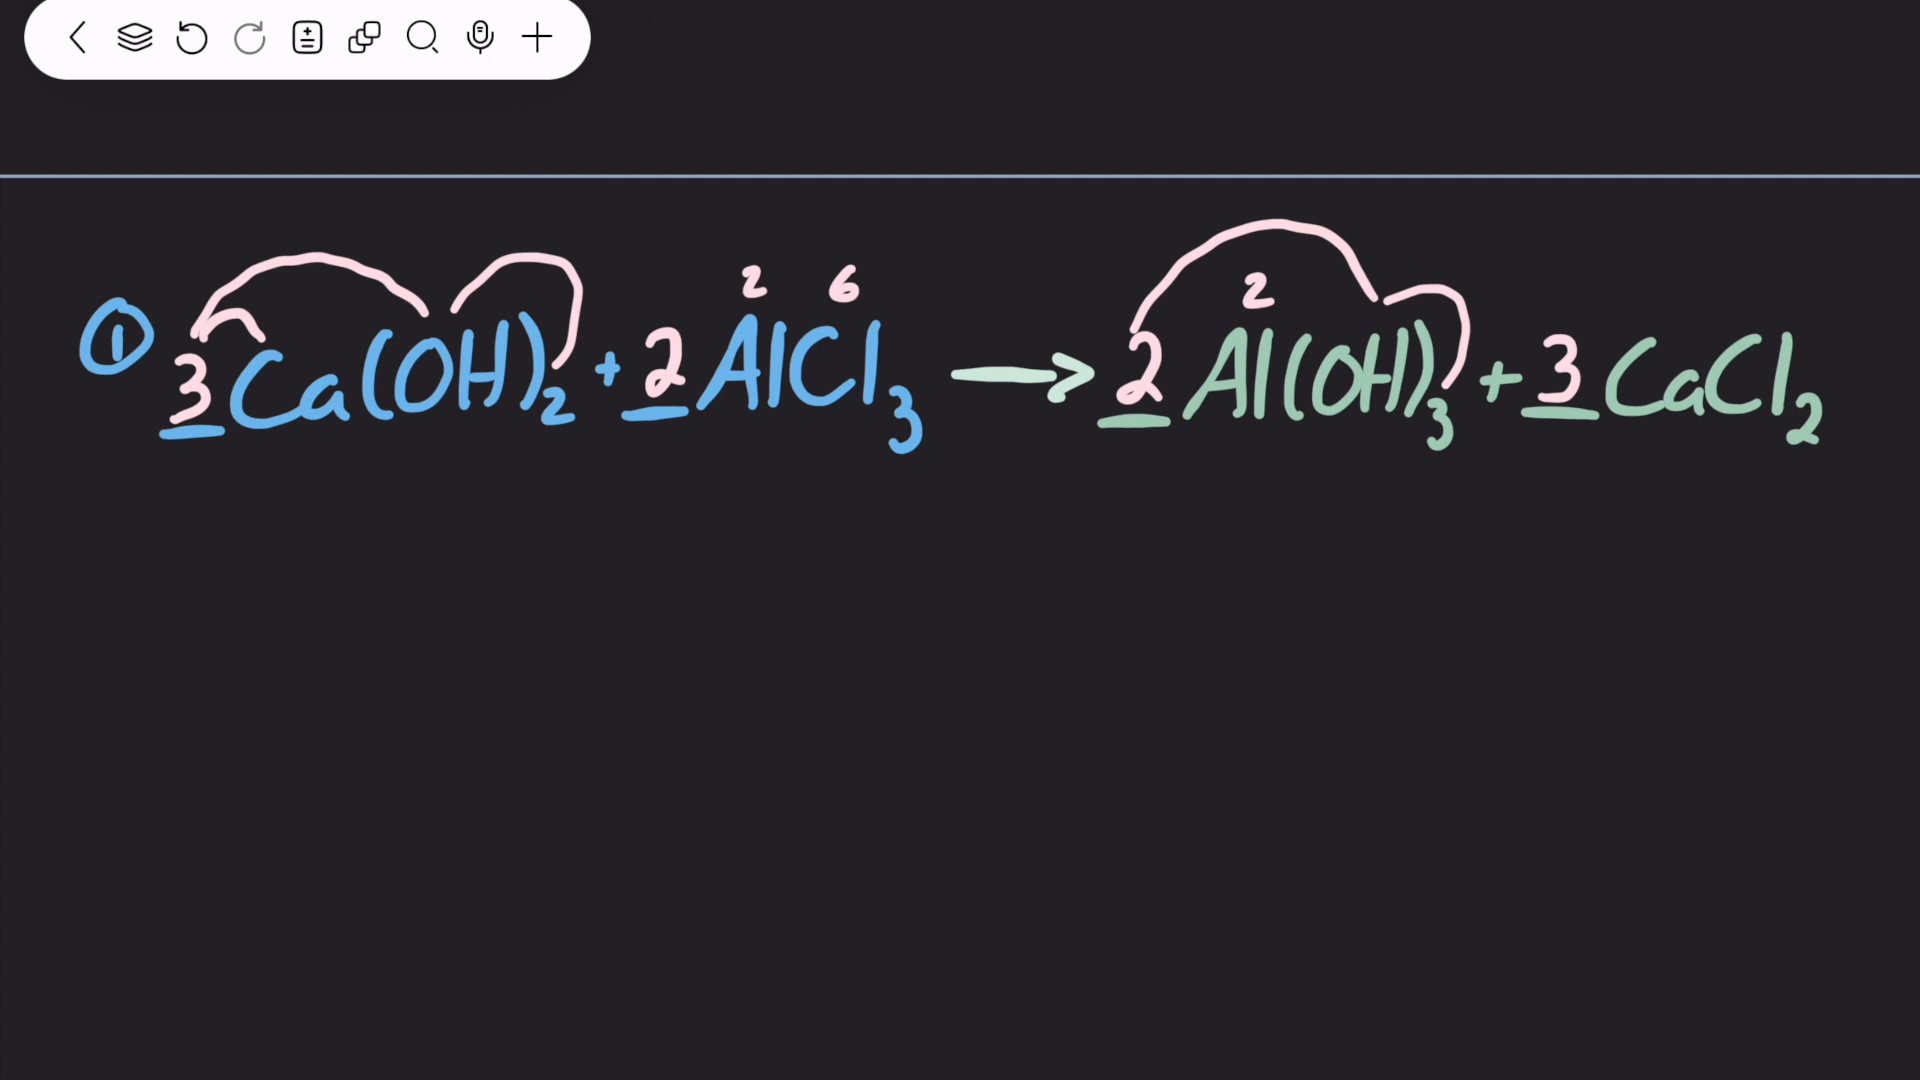 2 6 2
① 3Ca(OH)₂ + 2AlCl₃ → 2Al(OH)₃ + 3CaCl₂